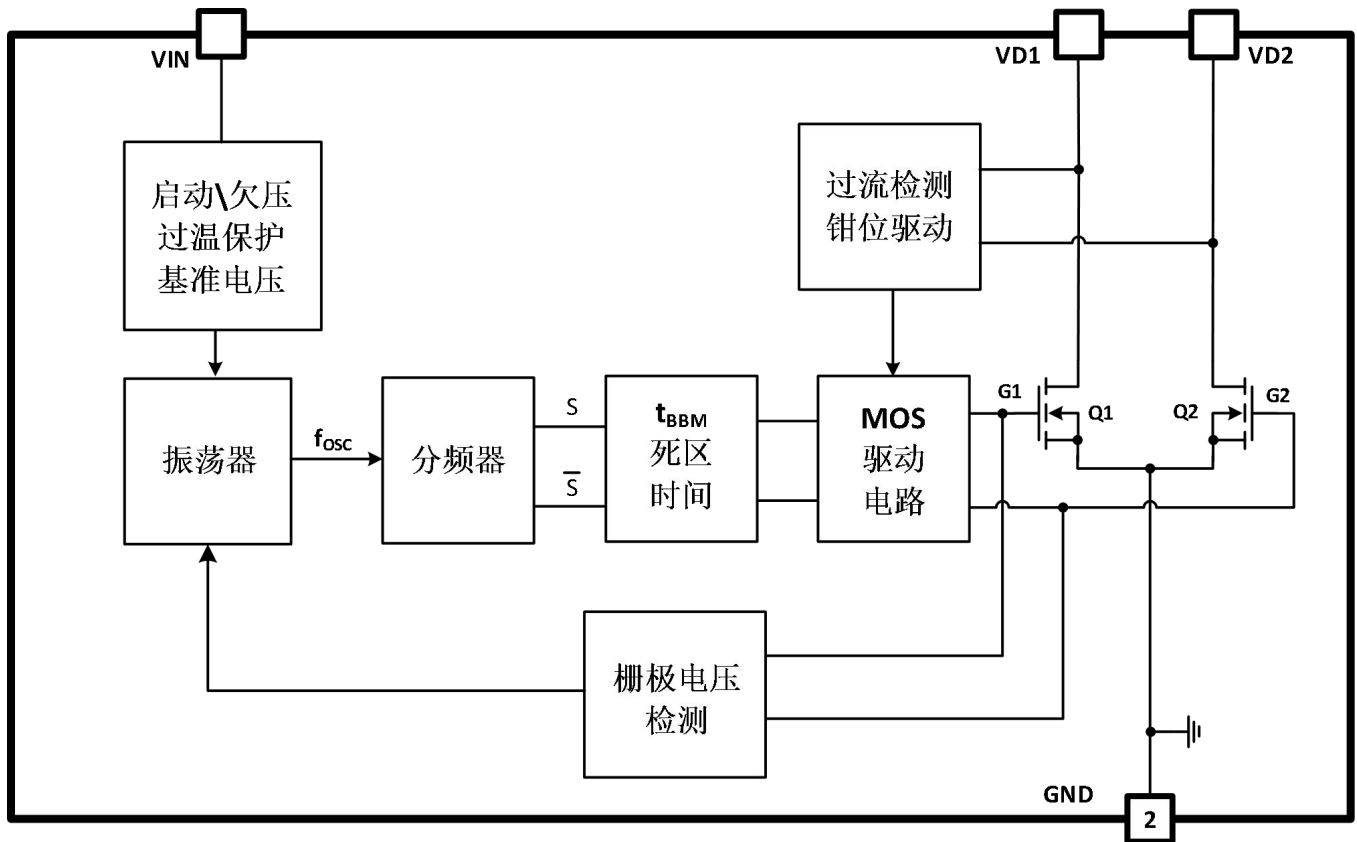 VIN
VD1
VD2
启动\欠压
过温保护
基准电压
过流检测
钳位驱动
振荡器
fosc
分频器
S
S̅
tBBM
死区
时间
MOS
驱动
电路
G1
Q1
Q2
G2
栅极电压
检测
GND
2